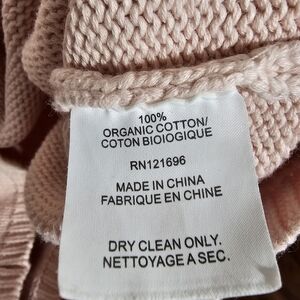 100%
ORGANIC COTTON/
COTON BIOIOGIQUE
RN121696
MADE IN CHINA
FABRIQUE EN CHINE
DRY CLEAN ONLY.
NETTOYAGE A SEC.